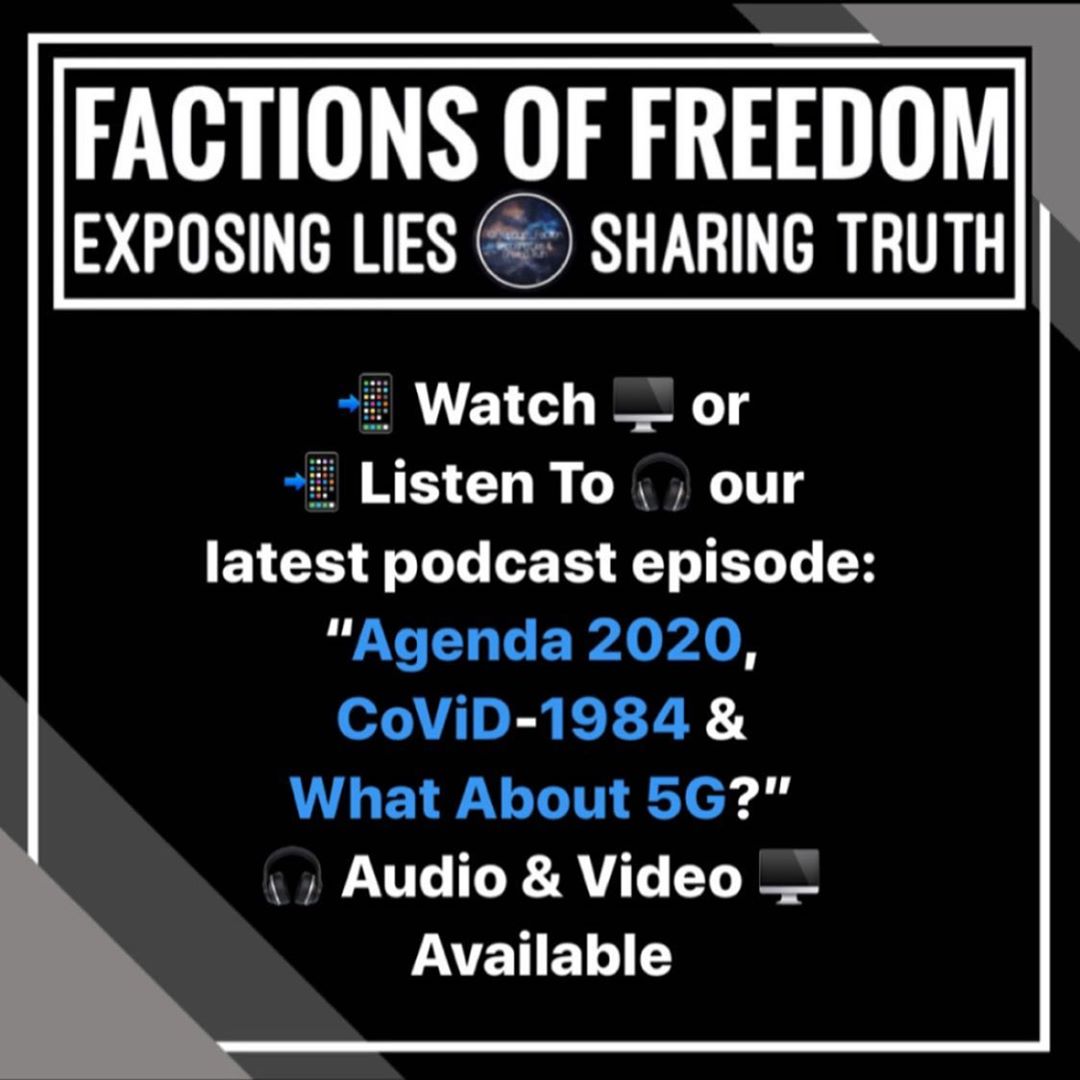 FACTIONS OF FREEDOM
EXPOSING LIES SHARING TRUTH
📲 Watch 🖥️ or
📲 Listen To 🎧 our
latest podcast episode:
“Agenda 2020,
CoViD-1984 &
What About 5G?”
🎧 Audio & Video 🖥️
Available